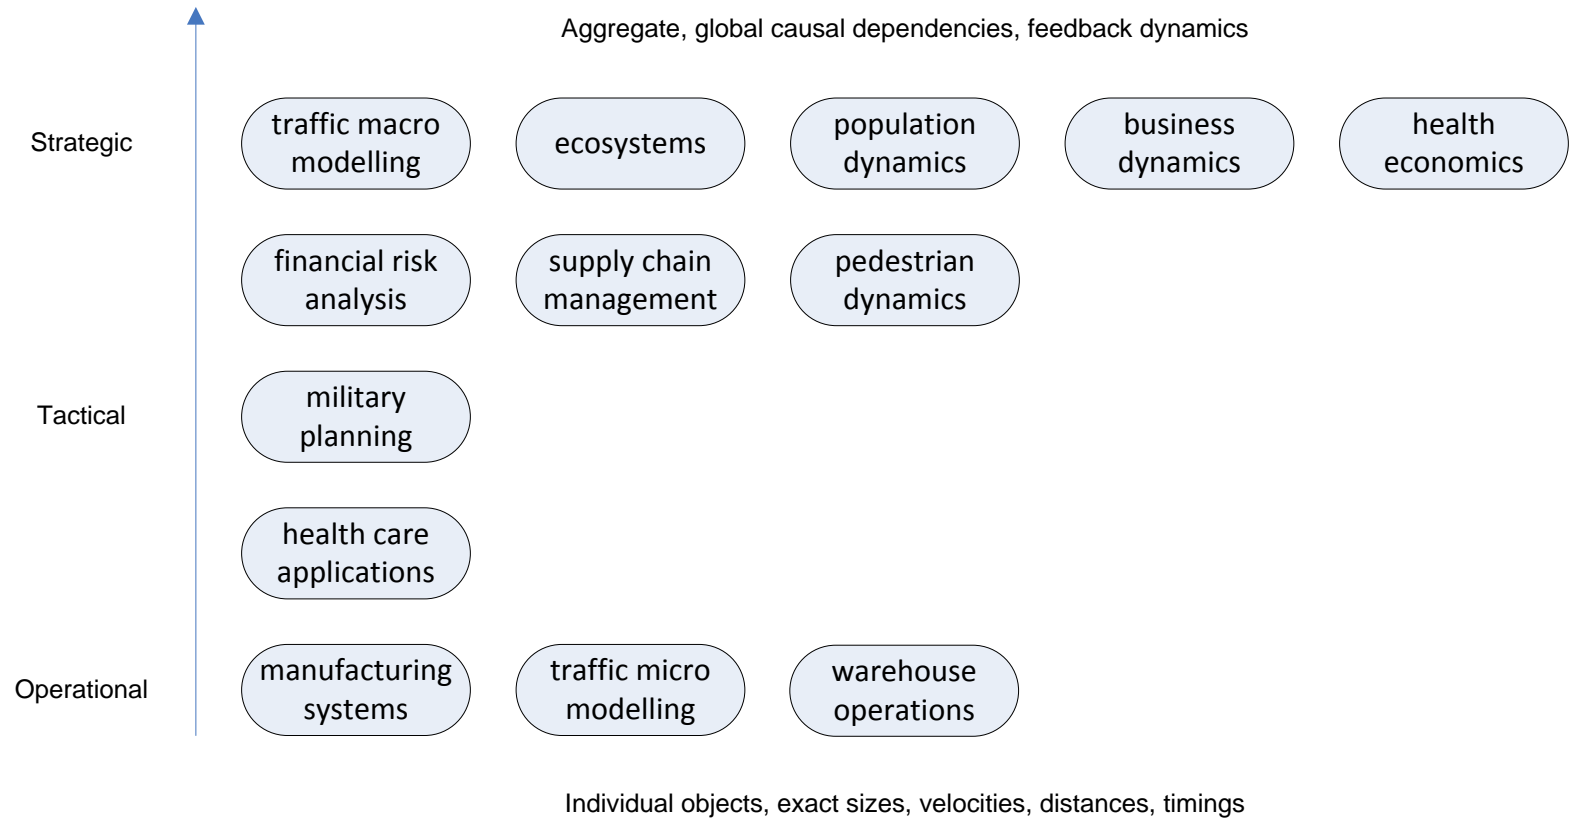 Aggregate, global causal dependencies, feedback dynamics
Strategic
traffic macro
modelling
ecosystems
population
dynamics
business
dynamics
health
economics
financial risk
analysis
supply chain
management
pedestrian
dynamics
Tactical
military
planning
health care
applications
Operational
manufacturing
systems
traffic micro
modelling
warehouse
operations
Individual objects, exact sizes, velocities, distances, timings